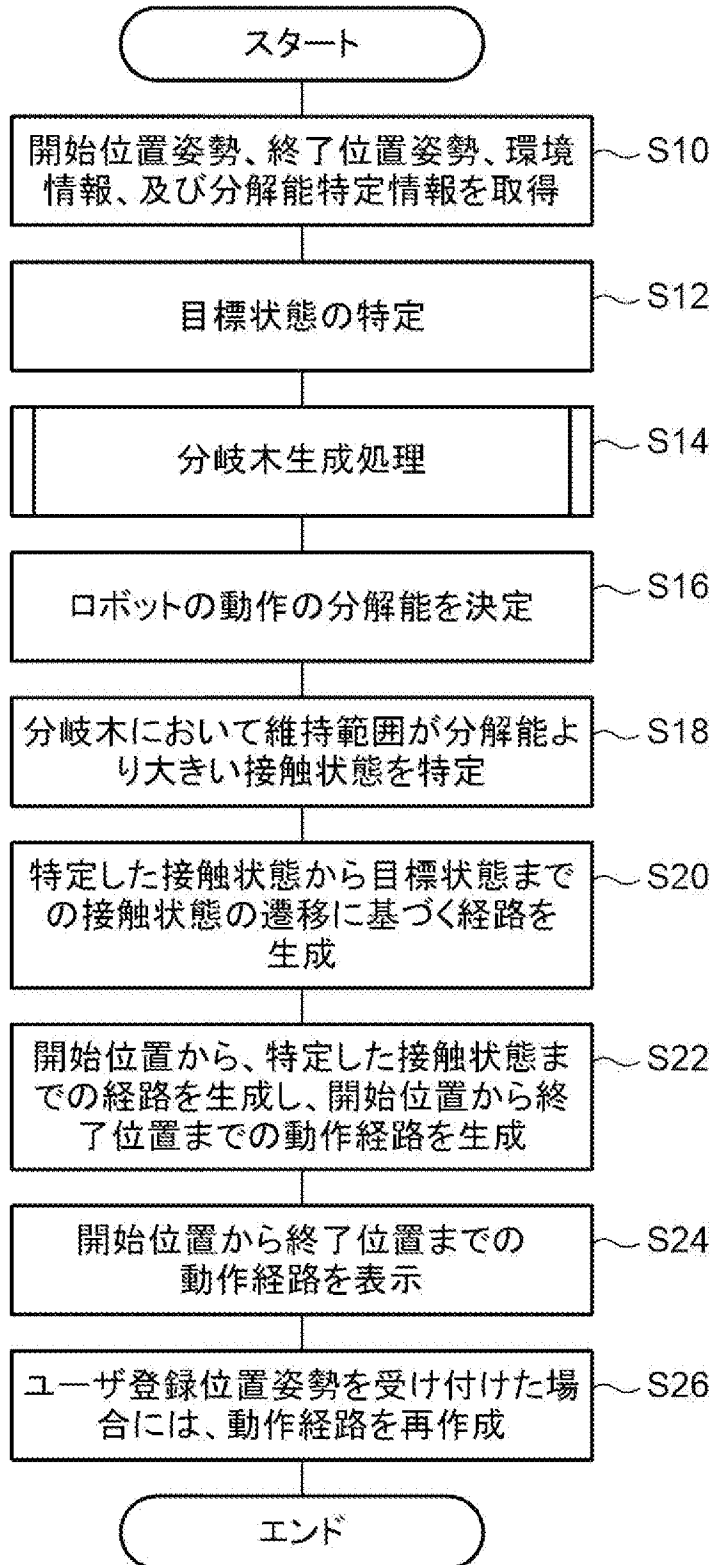 スタート
開始位置姿勢、終了位置姿勢、環境
情報、及び分解能特定情報を取得
S10
目標状態の特定
S12
分岐木生成処理
S14
ロボットの動作の分解能を決定
S16
分岐木において維持範囲が分解能よ
り大きい接触状態を特定
S18
特定した接触状態から目標状態まで
の接触状態の遷移に基づく経路を
生成
S20
開始位置から、特定した接触状態ま
での経路を生成し、開始位置から終
了位置までの動作経路を生成
S22
開始位置から終了位置までの
動作経路を表示
S24
ユーザ登録位置姿勢を受け付けた場
合には、動作経路を再作成
S26
エンド